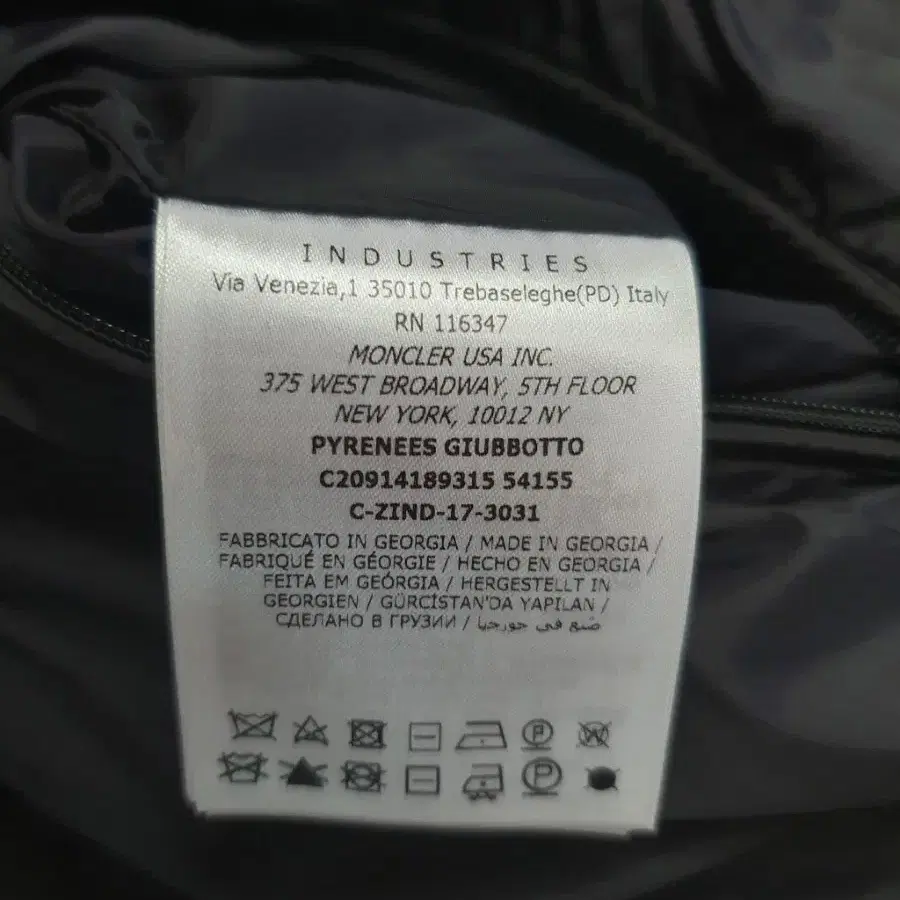 INDUSTRIES
Via Venezia,1 35010 Trebaseleghe(PD) Italy
RN 116347
MONCLER USA INC.
375 WEST BROADWAY, 5TH FLOOR
NEW YORK, 10012 NY
PYRENEES GIUBBOTTO
C20914189315 54155
C-ZIND-17-3031
FABBRICATO IN GEORGIA / MADE IN GEORGIA /
FABRIQUÉ EN GÉORGIE / HECHO EN GEORGIA /
FEITA EM GEÓRGIA / HERGESTELLT IN
GEORGIEN / GÜRCİSTAN'DA YAPILAN /
СДЕЛАНО В ГРУЗИИ / صنع في جورجيا
P W
P